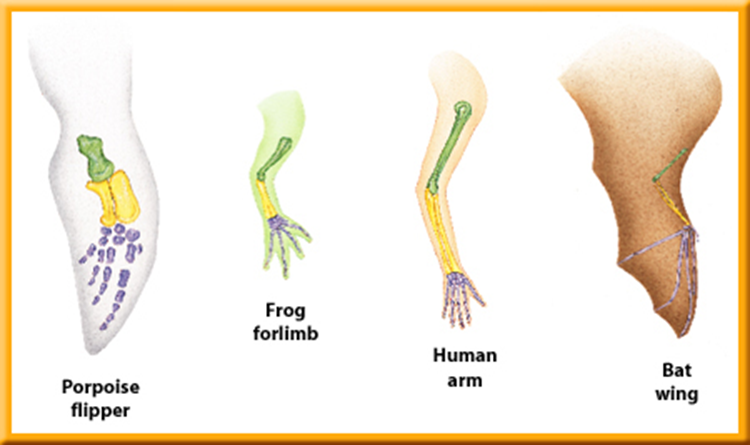 Porpoise
flipper
Frog
forlimb
Human
arm
Bat
wing